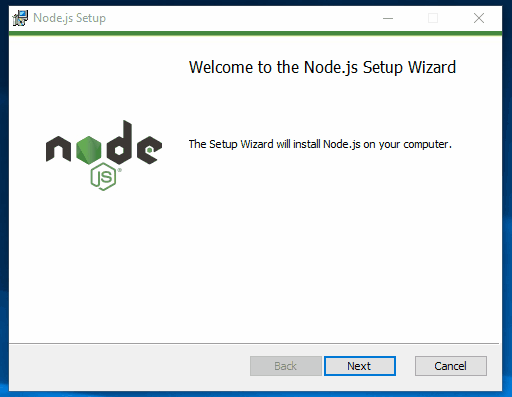 Node.js Setup
Welcome to the Node.js Setup Wizard
node
JS®
The Setup Wizard will install Node.js on your computer.
Back
Next
Cancel